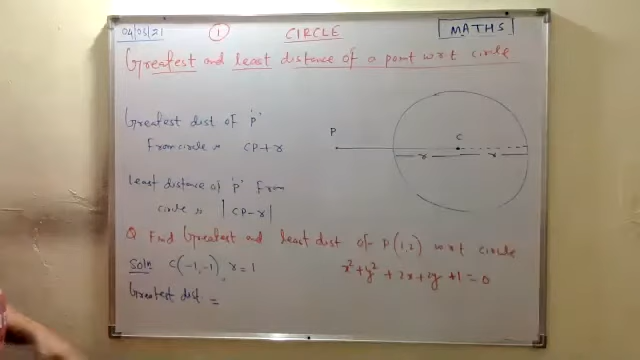 04/03/21 1 CIRCLE MATHS
Greatest and least distance of a point w.r.t circle
Greatest dist of 'P'
From circle is CP+r
Least distance of 'P' From
circle is |CP-r|
P C
r r
Q Find Greatest and least dist of P(1,2) w.r.t circle
x²+y²+2x+2y+1=0
Soln C(-1,-1), r=1
Greatest dist =